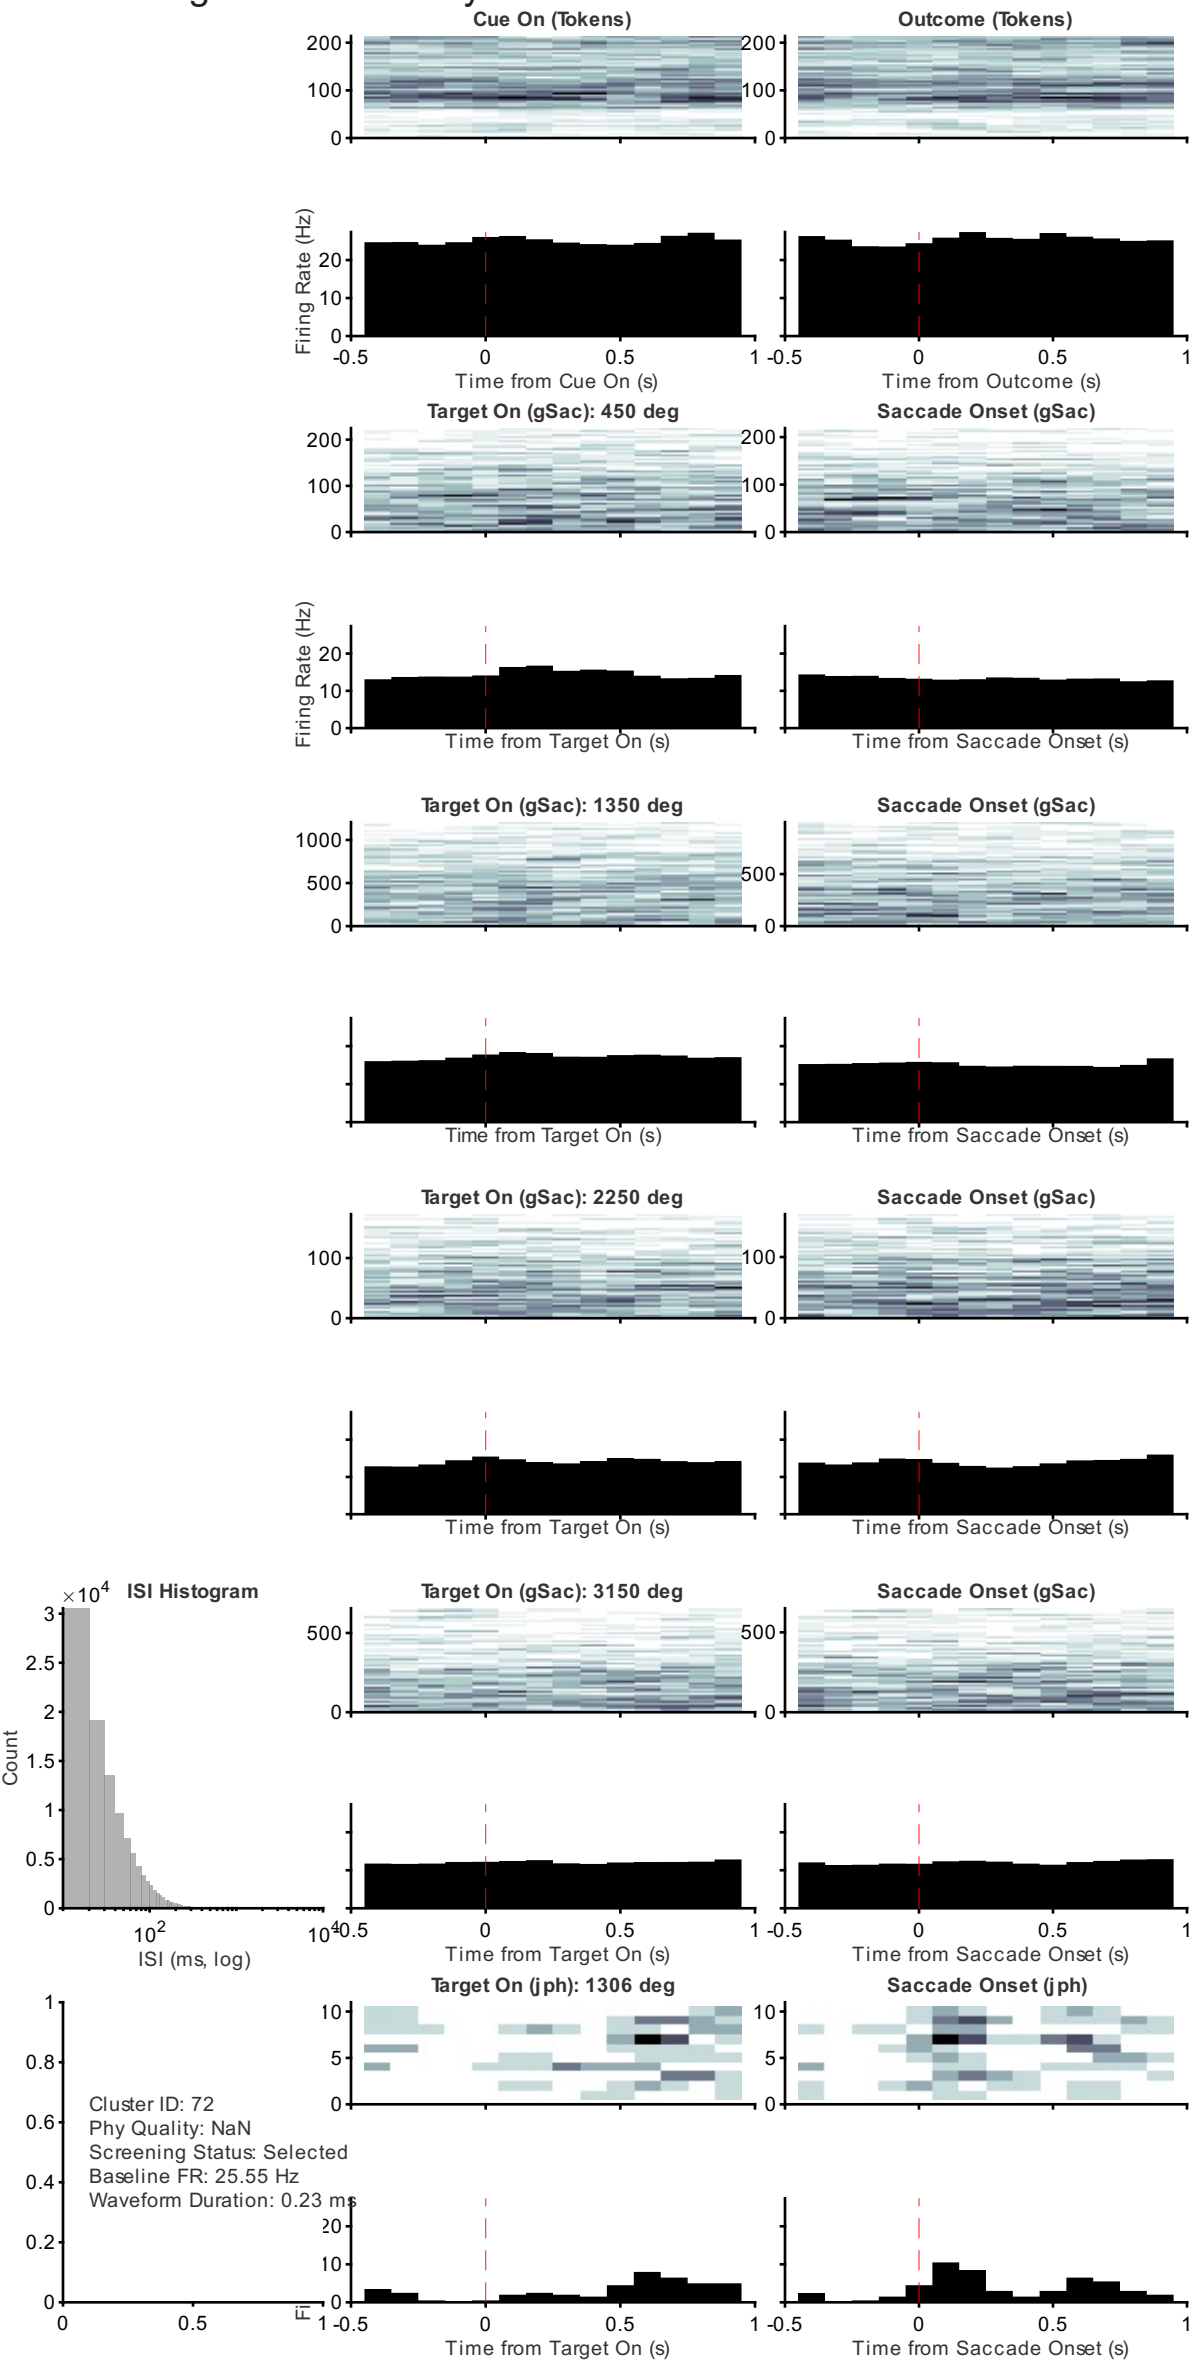 Cue On (Tokens)
Outcome (Tokens)
200
100
0
200
100
0
Firing Rate (Hz)
20
10
0
-0.5
0
0.5
1
-0.5
0
0.5
1
Time from Cue On (s)
Time from Outcome (s)
Target On (gSac): 450 deg
Saccade Onset (gSac)
200
100
0
200
100
0
Firing Rate (Hz)
20
10
0
Time from Target On (s)
Time from Saccade Onset (s)
Target On (gSac): 1350 deg
Saccade Onset (gSac)
1000
500
0
500
0
Time from Target On (s)
Time from Saccade Onset (s)
Target On (gSac): 2250 deg
Saccade Onset (gSac)
100
0
100
0
Time from Target On (s)
Time from Saccade Onset (s)
×10⁴
ISI Histogram
Target On (gSac): 3150 deg
Saccade Onset (gSac)
3
2.5
2
1.5
1
0.5
0
Count
10²
10⁴
ISI (ms, log)
500
0
500
0
-0.5
0
0.5
1
-0.5
0
0.5
1
Time from Target On (s)
Time from Saccade Onset (s)
Target On (jph): 1306 deg
Saccade Onset (jph)
1
0.8
0.6
0.4
0.2
0
0
0.5
1
Cluster ID: 72
Phy Quality: NaN
Screening Status: Selected
Baseline FR: 25.55 Hz
Waveform Duration: 0.23 ms
10
5
0
10
5
0
20
10
0
Fi
-0.5
0
0.5
1
-0.5
0
0.5
1
Time from Target On (s)
Time from Saccade Onset (s)